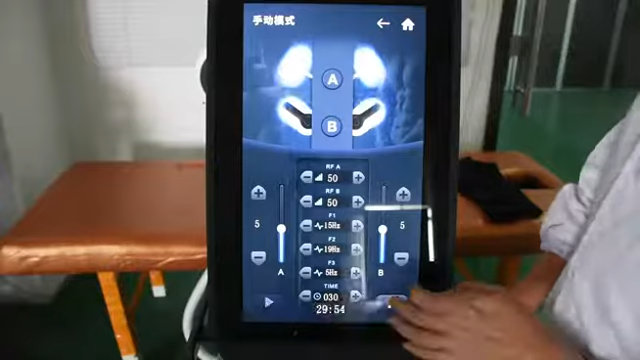 手动模式
A
B
RF A
50
RF B
50
F1
15Hz
F2
19Hz
F3
5Hz
TIME
030
29:54
5
A
5
B